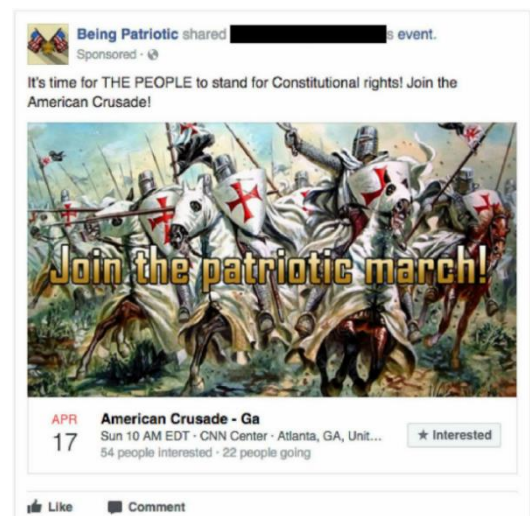 Being Patriotic shared s event.
Sponsored ·
It's time for THE PEOPLE to stand for Constitutional rights! Join the
American Crusade!
Join the patriotic march!
APR
17
American Crusade - Ga
Sun 10 AM EDT · CNN Center · Atlanta, GA, Unit...
54 people interested · 22 people going
★ Interested
Like Comment